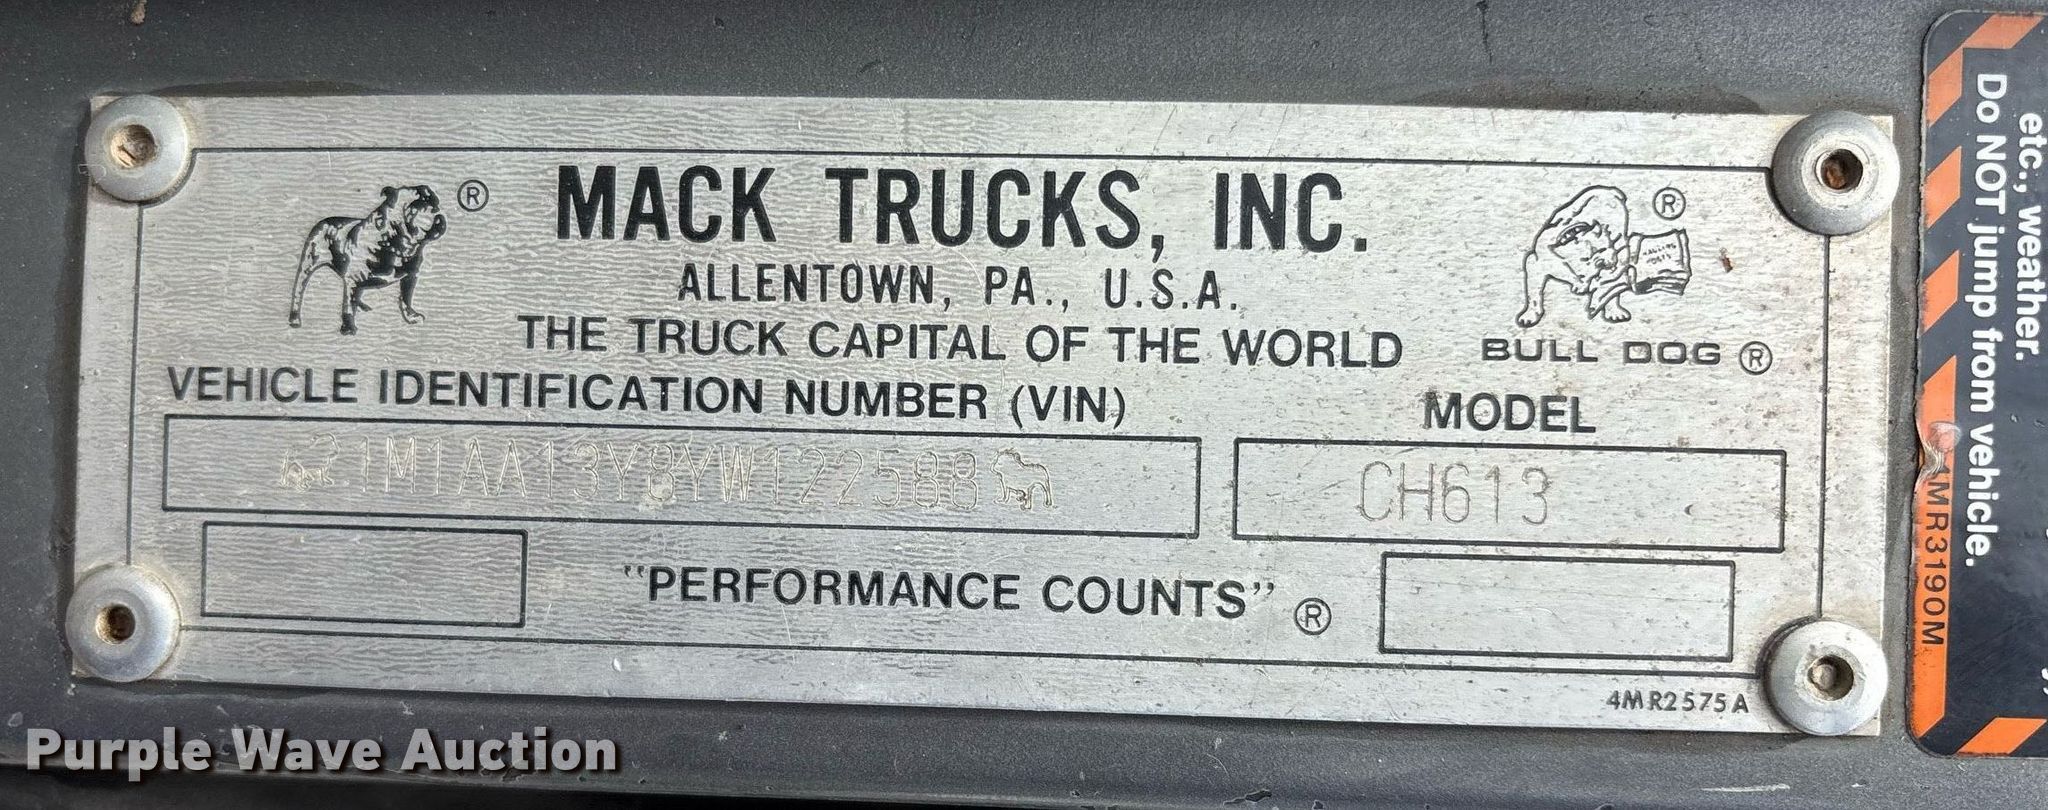 ® MACK TRUCKS, INC. ®
ALLENTOWN, PA., U.S.A.
THE TRUCK CAPITAL OF THE WORLD
BULL DOG ®
VEHICLE IDENTIFICATION NUMBER (VIN)
MODEL
1M1AA13Y8YW122588
CH613
"PERFORMANCE COUNTS" ®
4MR2575A
etc., weather.
Do NOT jump from vehicle.
MR3190M
Purple Wave Auction